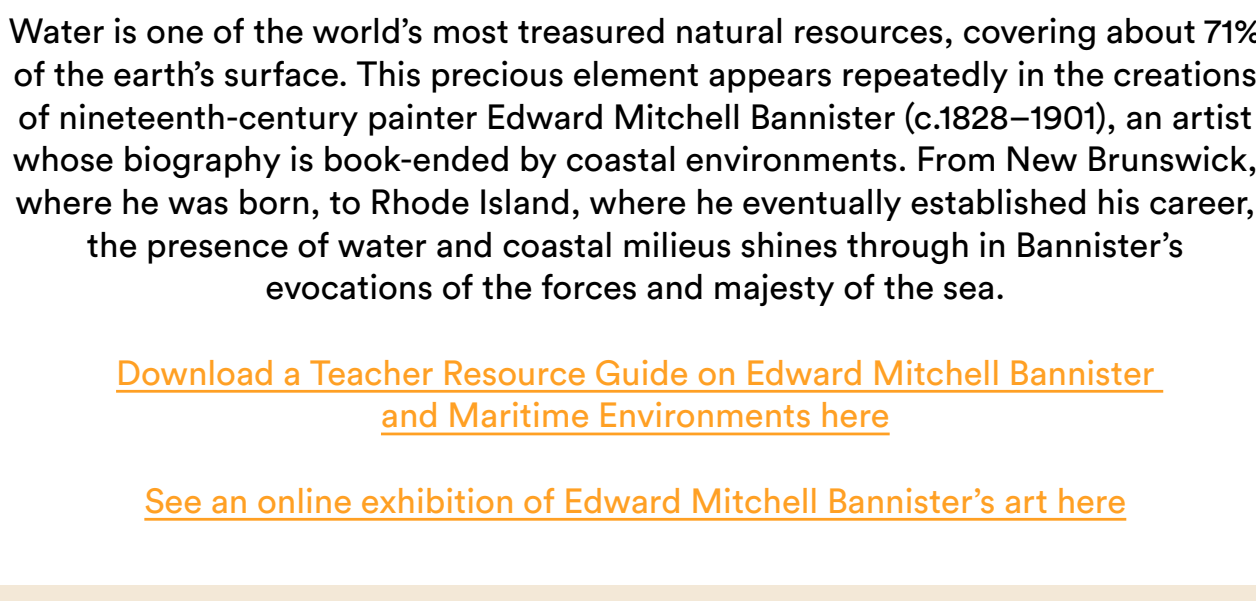 Water is one of the world’s most treasured natural resources, covering about 71%
of the earth’s surface. This precious element appears repeatedly in the creations
of nineteenth-century painter Edward Mitchell Bannister (c.1828–1901), an artist
whose biography is book-ended by coastal environments. From New Brunswick,
where he was born, to Rhode Island, where he eventually established his career,
the presence of water and coastal milieus shines through in Bannister’s
evocations of the forces and majesty of the sea.
Download a Teacher Resource Guide on Edward Mitchell Bannister
and Maritime Environments here
See an online exhibition of Edward Mitchell Bannister’s art here